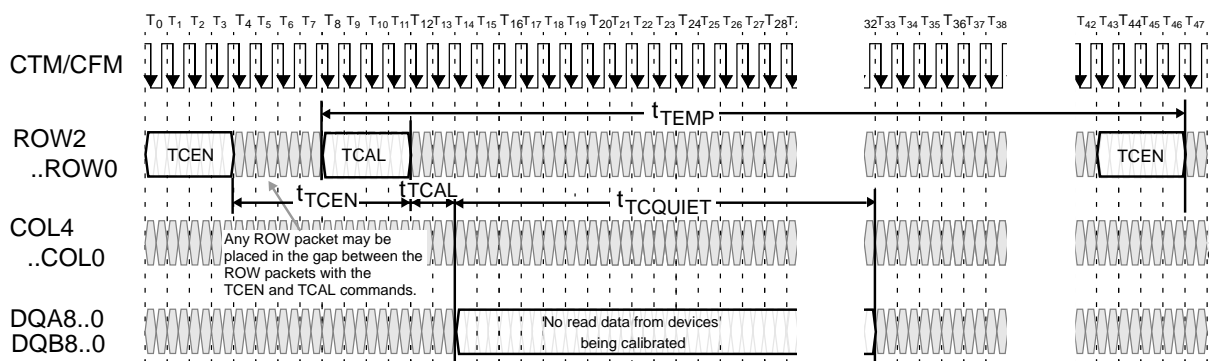 T0 T1 T2 T3 T4 T5 T6 T7 T8 T9 T10 T11 T12 T13 T14 T15 T16 T17 T18 T19 T20 T21 T22 T23 T24 T25 T26 T27 T28 T 32 T33 T34 T35 T36 T37 T38 T42 T43 T44 T45 T46 T47
CTM/CFM
tTEMP
ROW2
..ROW0
TCEN
TCAL
TCEN
tTCEN
tTCAL
tTCQUIET
COL4
..COL0
Any ROW packet may be
placed in the gap between the
ROW packets with the
TCEN and TCAL commands.
DQA8..0
DQB8..0
No read data from devices
being calibrated